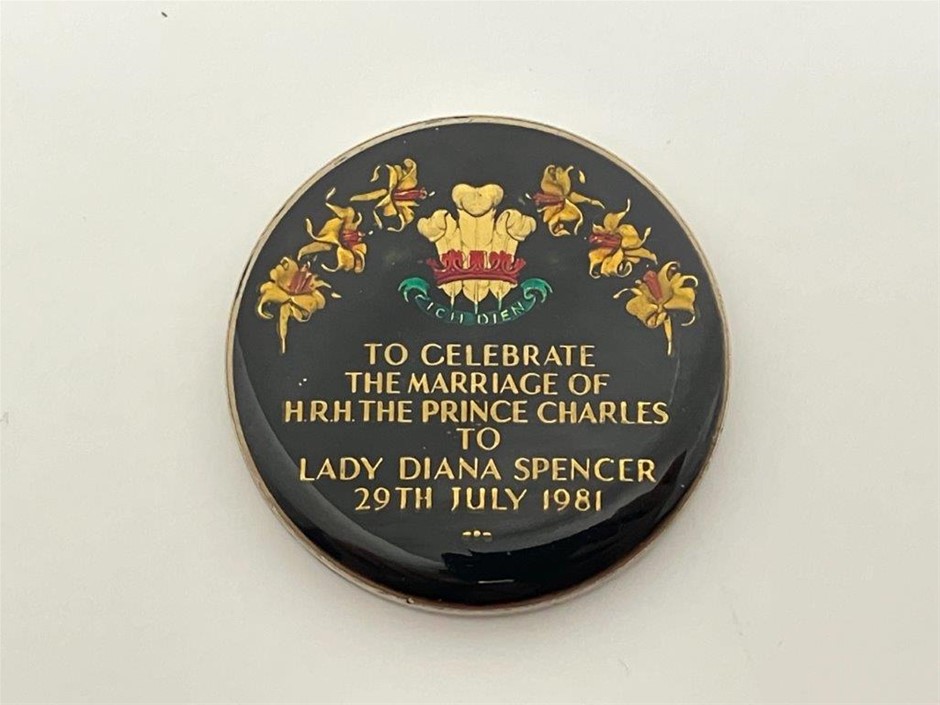 ICH DIEN
TO CELEBRATE
THE MARRIAGE OF
H.R.H. THE PRINCE CHARLES
TO
LADY DIANA SPENCER
29TH JULY 1981